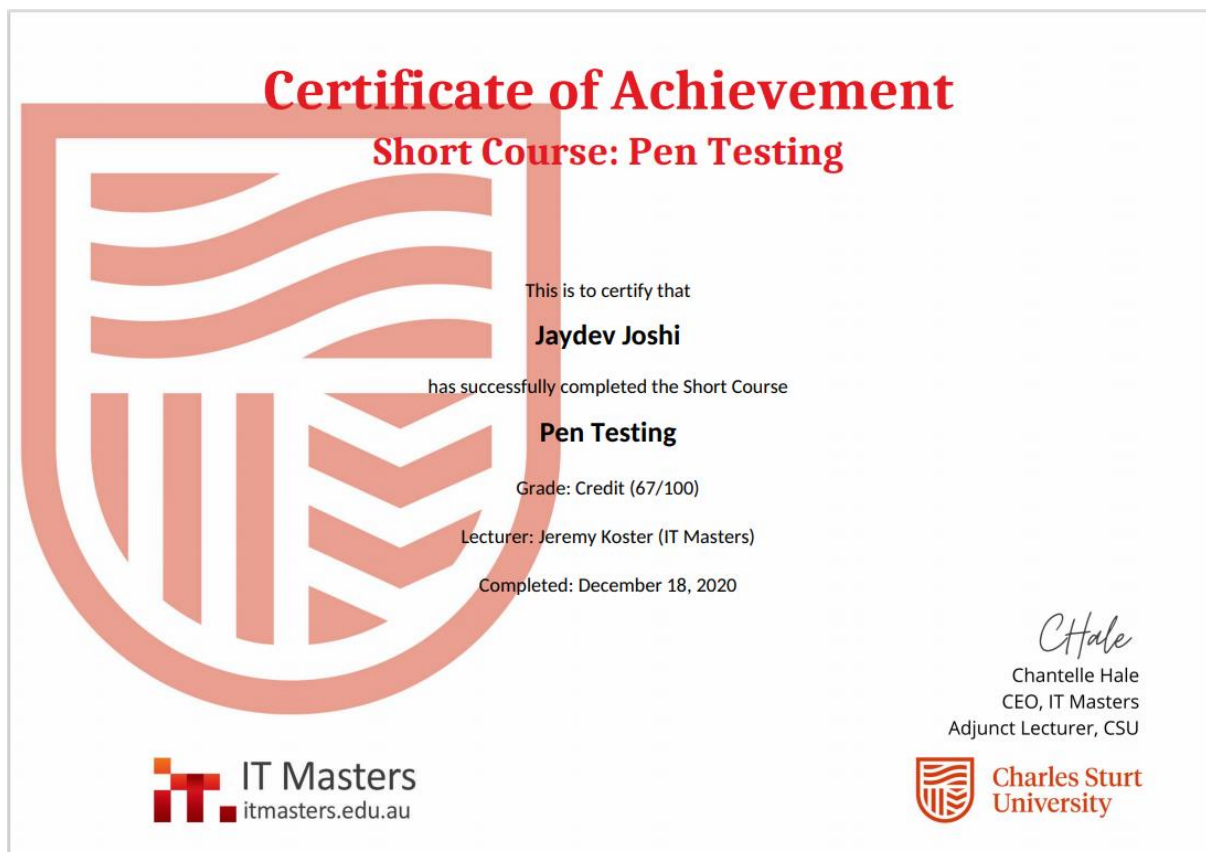 Certificate of Achievement
Short Course: Pen Testing
This is to certify that
Jaydev Joshi
has successfully completed the Short Course
Pen Testing
Grade: Credit (67/100)
Lecturer: Jeremy Koster (IT Masters)
Completed: December 18, 2020
CHale
Chantelle Hale
CEO, IT Masters
Adjunct Lecturer, CSU
it.
IT Masters
itmasters.edu.au
Charles Sturt
University